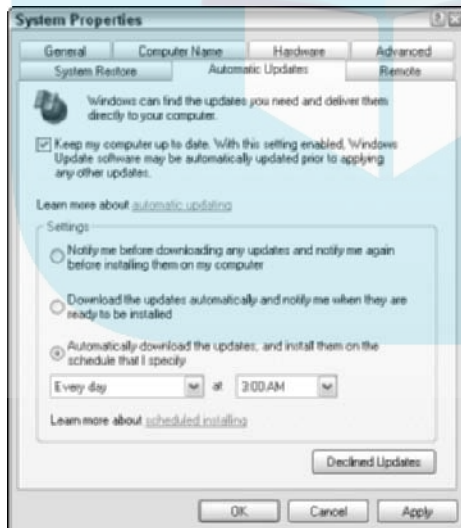 System Properties
General Computer Name Hardware Advanced
System Restore Automatic Updates Remote
Windows can find the updates you need and deliver them
directly to your computer.
Keep my computer up to date. With this setting enabled, Windows
Update software may be automatically updated prior to applying
any other updates.
Learn more about automatic updating
Settings
Notify me before downloading any updates and notify me again
before installing them on my computer
Download the updates automatically and notify me when they are
ready to be installed
Automatically download the updates, and install them on the
schedule that I specify
Every day at 3:00 AM
Learn more about scheduled installing
Declined Updates
OK Cancel Apply